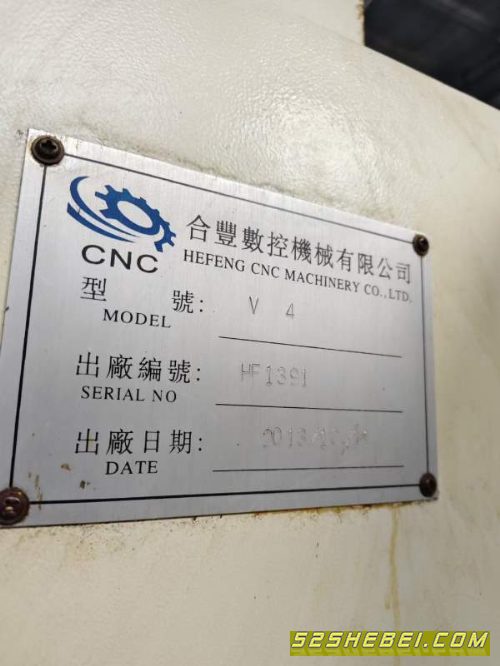 CNC
合豐數控機械有限公司
HEFENG CNC MACHINERY CO.,LTD.
型 號: V 4
MODEL
出廠編號: HF1391
SERIAL NO
出廠日期:
DATE
52SHEBEI.COM